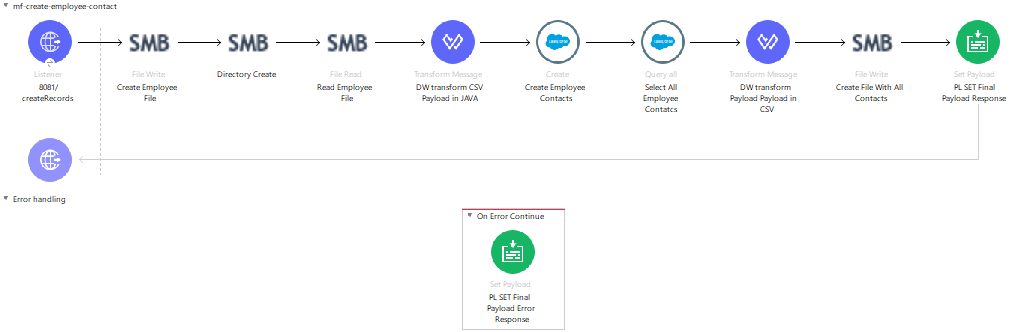 mf-create-employee-contact
SMB SMB SMB SMB
Listener File Write Directory Create File Read Transform Message Create Query all Transform Message File Write Set Payload
8081/ Create Employee Read Employee DW transform CSV Create Employee Select All DW transform Create File With All PL SET Final
createRecords File File Payload in JAVA Contacts Employee Payload Payload in Contacts Payload Response
Contatcs CSV
Error handling
On Error Continue
Set Payload
PL SET Final
Payload Error
Response